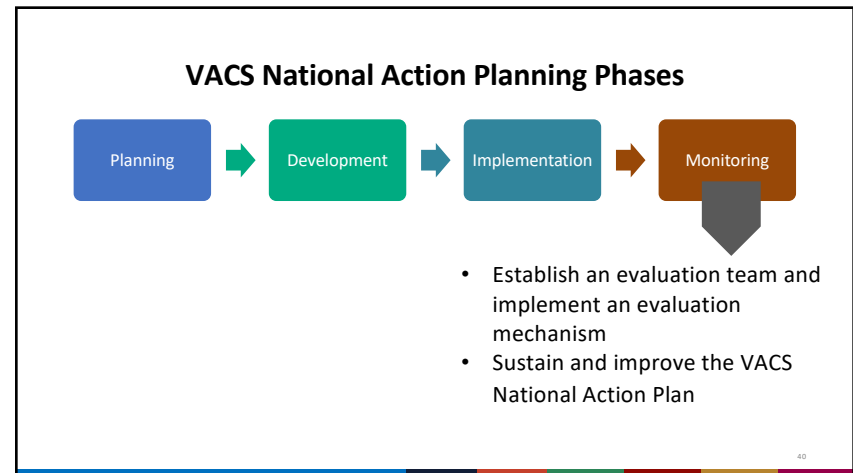 VACS National Action Planning Phases
Planning
Development
Implementation
Monitoring
• Establish an evaluation team and
implement an evaluation
mechanism
• Sustain and improve the VACS
National Action Plan
40